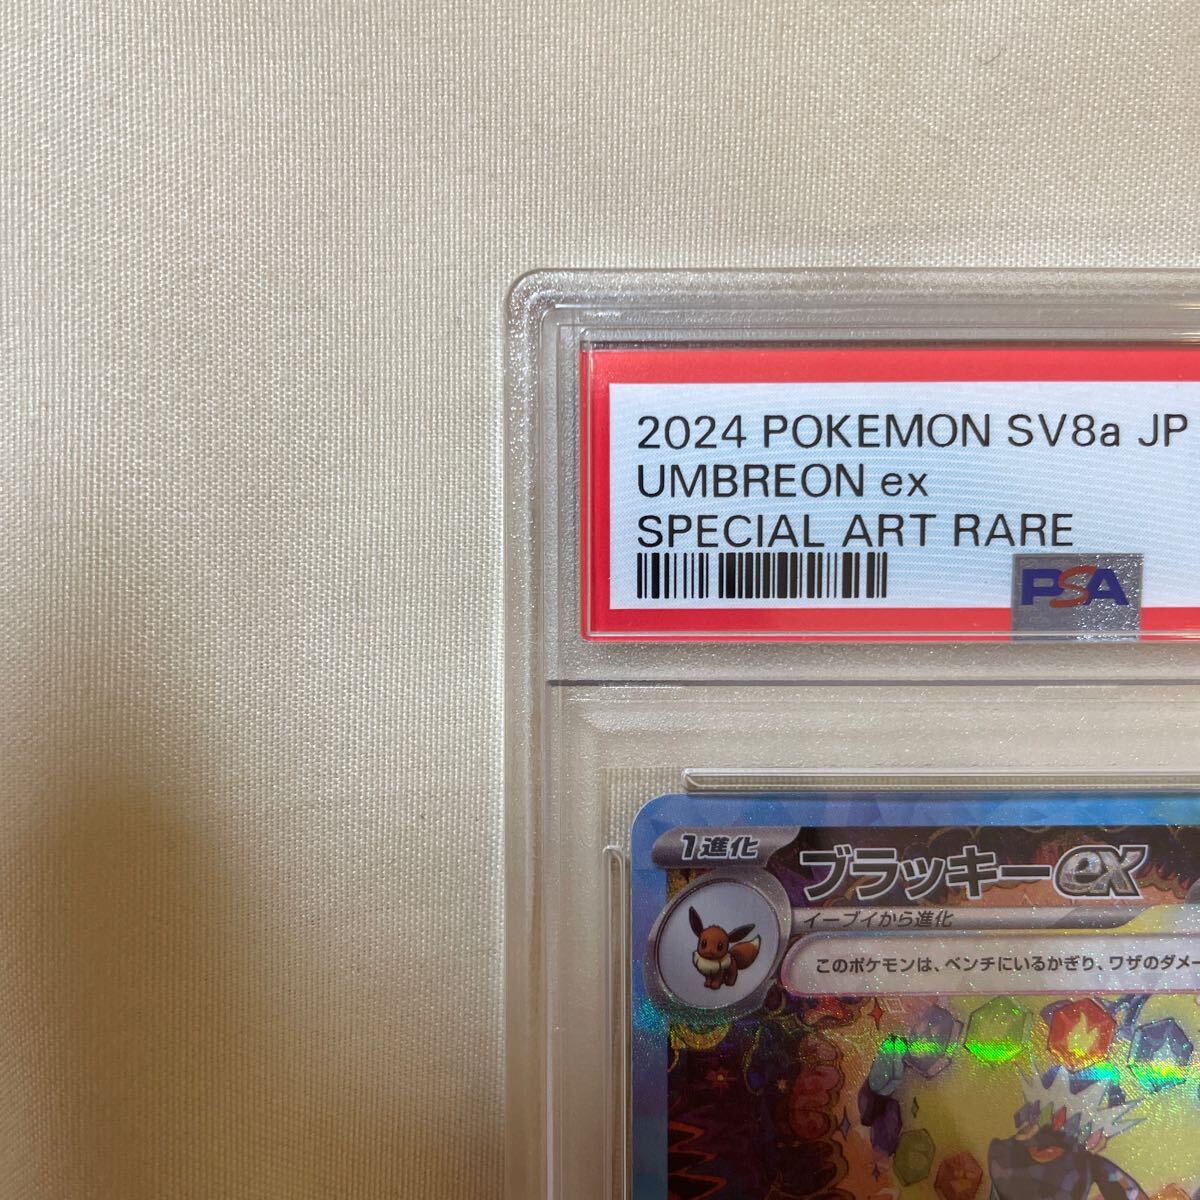 2024 POKEMON SV8a JP
UMBREON ex
SPECIAL ART RARE
PSA
1進化
ブラッキーex
イーブイから進化
このポケモンは、ベンチにいるかぎり、ワザのダメー